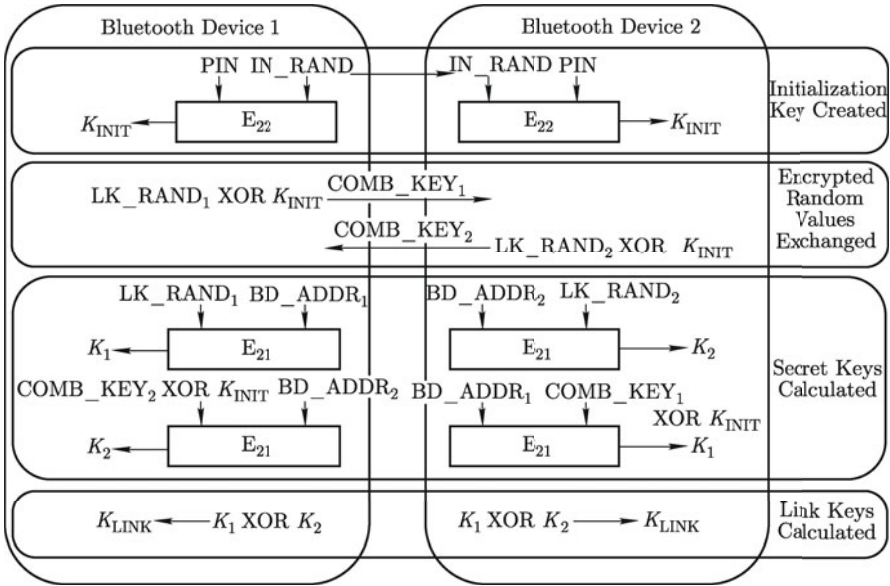 Bluetooth Device 1
Bluetooth Device 2
PIN IN_RAND
IN_RAND PIN
K_INIT
E_22
E_22
K_INIT
Initialization
Key Created
LK_RAND_1 XOR K_INIT
COMB_KEY_1
COMB_KEY_2
LK_RAND_2 XOR K_INIT
Encrypted
Random
Values
Exchanged
LK_RAND_1 BD_ADDR_1
BD_ADDR_2 LK_RAND_2
K_1
E_21
E_21
K_2
COMB_KEY_2 XOR K_INIT BD_ADDR_2
BD_ADDR_1 COMB_KEY_1
XOR K_INIT
K_2
E_21
E_21
K_1
Secret Keys
Calculated
K_LINK
K_1 XOR K_2
K_1 XOR K_2
K_LINK
Link Keys
Calculated